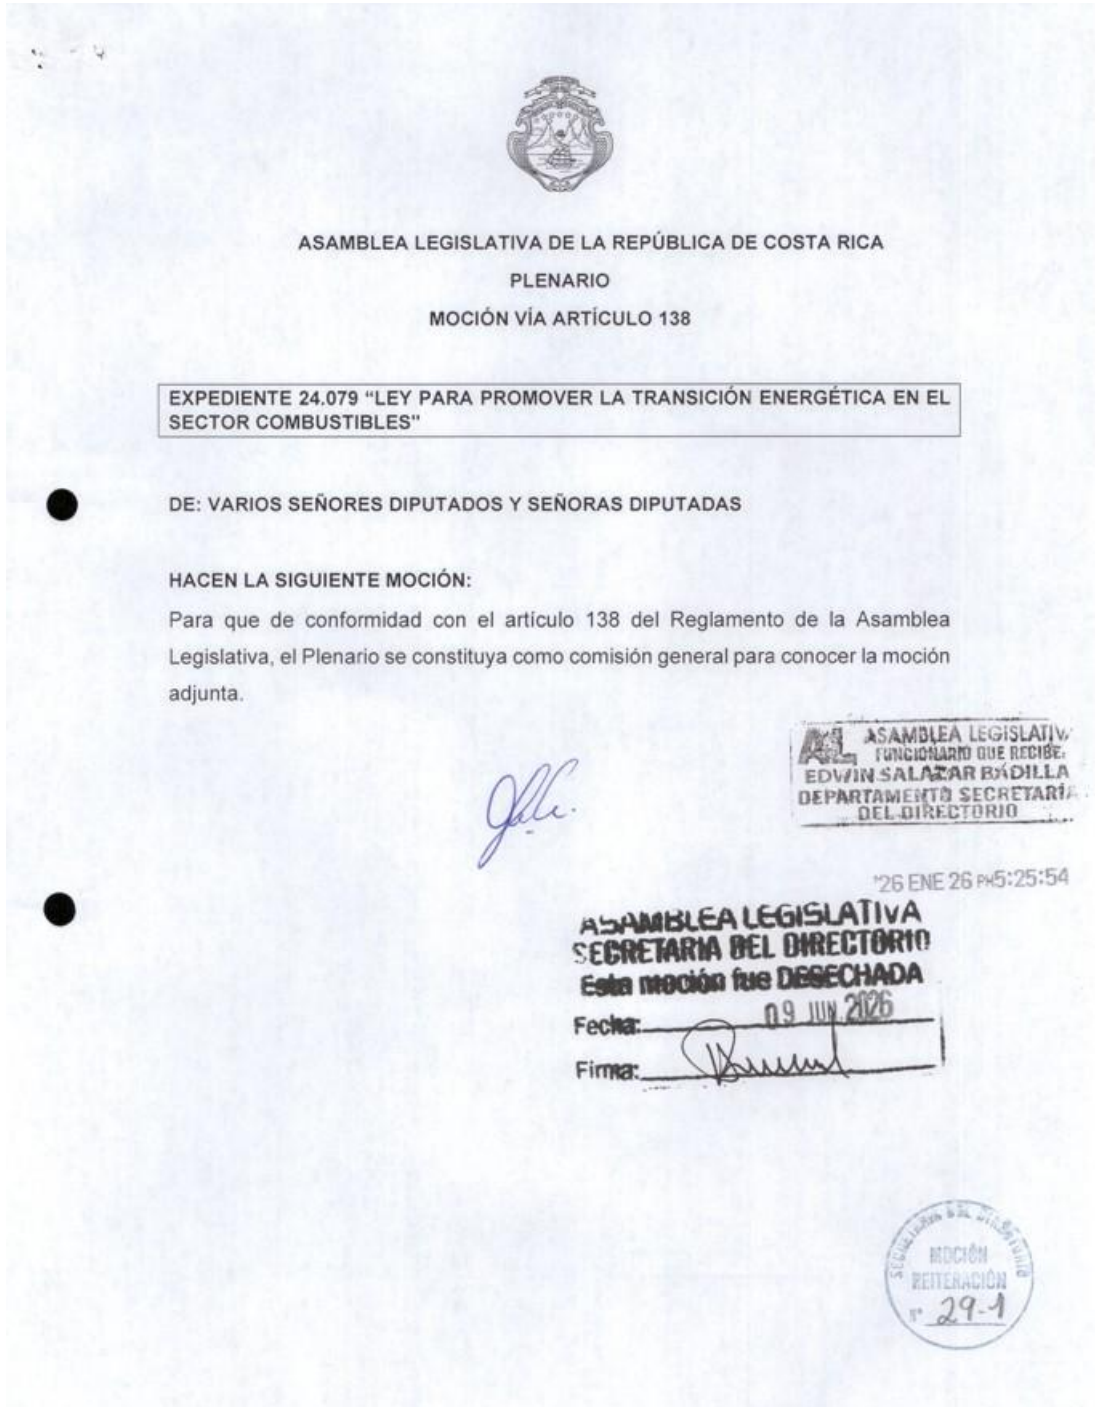 ASAMBLEA LEGISLATIVA DE LA REPÚBLICA DE COSTA RICA
PLENARIO
MOCIÓN VÍA ARTÍCULO 138
EXPEDIENTE 24.079 “LEY PARA PROMOVER LA TRANSICIÓN ENERGÉTICA EN EL
SECTOR COMBUSTIBLES"
DE: VARIOS SEÑORES DIPUTADOS Y SEÑORAS DIPUTADAS
HACEN LA SIGUIENTE MOCIÓN:
Para que de conformidad con el artículo 138 del Reglamento de la Asamblea
Legislativa, el Plenario se constituya como comisión general para conocer la moción
adjunta.
ASAMBLEA LEGISLATIV
FUNCIONARIO QUE RECIBE:
EDWIN SALAZAR BADILLA
DEPARTAMENTO SECRETARÍA
DEL DIRECTORIO
'26 ENE 26 PM5:25:54
ASAMBLEA LEGISLATIVA
SECRETARIA DEL DIRECTORIO
Esta moción fue DESECHADA
Fecha: 09 JUN 2026
Firma:
SECRETARIA DEL DIRECTORIO
MOCIÓN
REITERACIÓN
N° 29-1